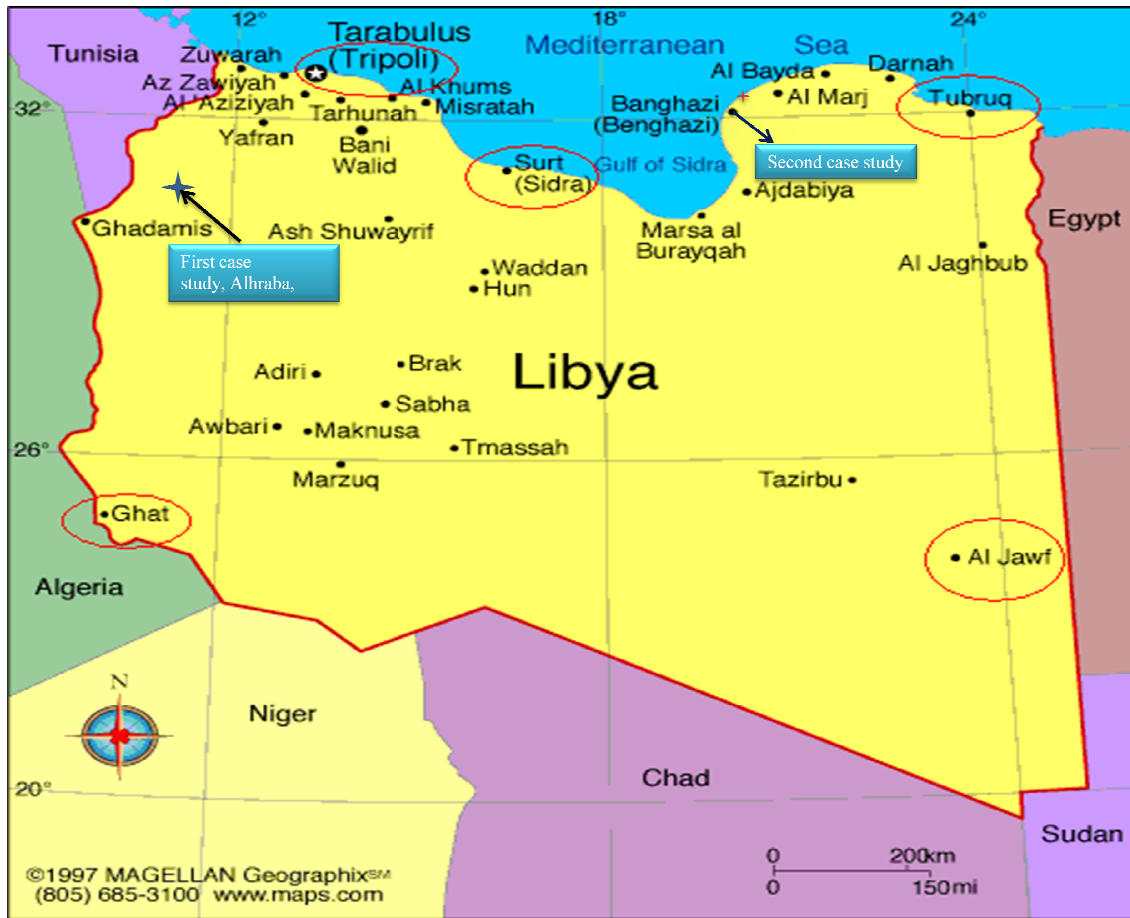 12°
18°
24°
Tunisia
Zuwarah
Tarabulus
(Tripoli)
Mediterranean Sea
Az Zawiyah
Al 'Aziziyah
Al Khums
Misratah
Tarhunah
Yafran
Bani
Walid
Al Bayda
Darnah
Al Marj
Banghazi
(Benghazi)
Tubruq
32°
Second case study
Surt
(Sidra)
Gulf of Sidra
Ajdabiya
Ghadamis
Ash Shuwayrif
Marsa al
Burayqah
Egypt
First case
study, Alhraba,
Al Jaghbub
Waddan
Hun
Adiri
Brak
Libya
Sabha
Awbari
Maknusa
Tmassah
26°
Marzuq
Tazirbu
Ghat
Al Jawf
Algeria
N
Niger
Chad
20°
Sudan
0 200km
0 150mi
©1997 MAGELLAN Geographix℠
(805) 685-3100 www.maps.com